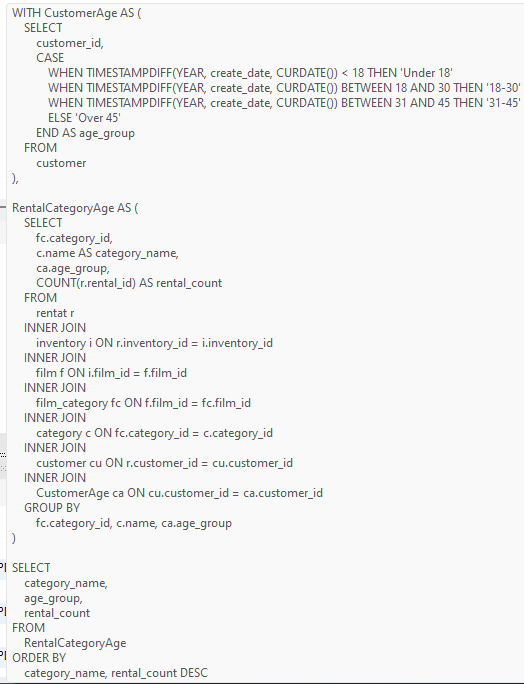 WITH CustomerAge AS (
SELECT
customer_id,
CASE
WHEN TIMESTAMPDIFF(YEAR, create_date, CURDATE()) < 18 THEN 'Under 18'
WHEN TIMESTAMPDIFF(YEAR, create_date, CURDATE()) BETWEEN 18 AND 30 THEN '18-30'
WHEN TIMESTAMPDIFF(YEAR, create_date, CURDATE()) BETWEEN 31 AND 45 THEN '31-45'
ELSE 'Over 45'
END AS age_group
FROM
customer
),
RentalCategoryAge AS (
SELECT
fc.category_id,
c.name AS category_name,
ca.age_group,
COUNT(r.rental_id) AS rental_count
FROM
rentat r
INNER JOIN
inventory i ON r.inventory_id = i.inventory_id
INNER JOIN
film f ON i.film_id = f.film_id
INNER JOIN
film_category fc ON f.film_id = fc.film_id
INNER JOIN
category c ON fc.category_id = c.category_id
INNER JOIN
customer cu ON r.customer_id = cu.customer_id
INNER JOIN
CustomerAge ca ON cu.customer_id = ca.customer_id
GROUP BY
fc.category_id, c.name, ca.age_group
)
SELECT
category_name,
age_group,
rental_count
FROM
RentalCategoryAge
ORDER BY
category_name, rental_count DESC